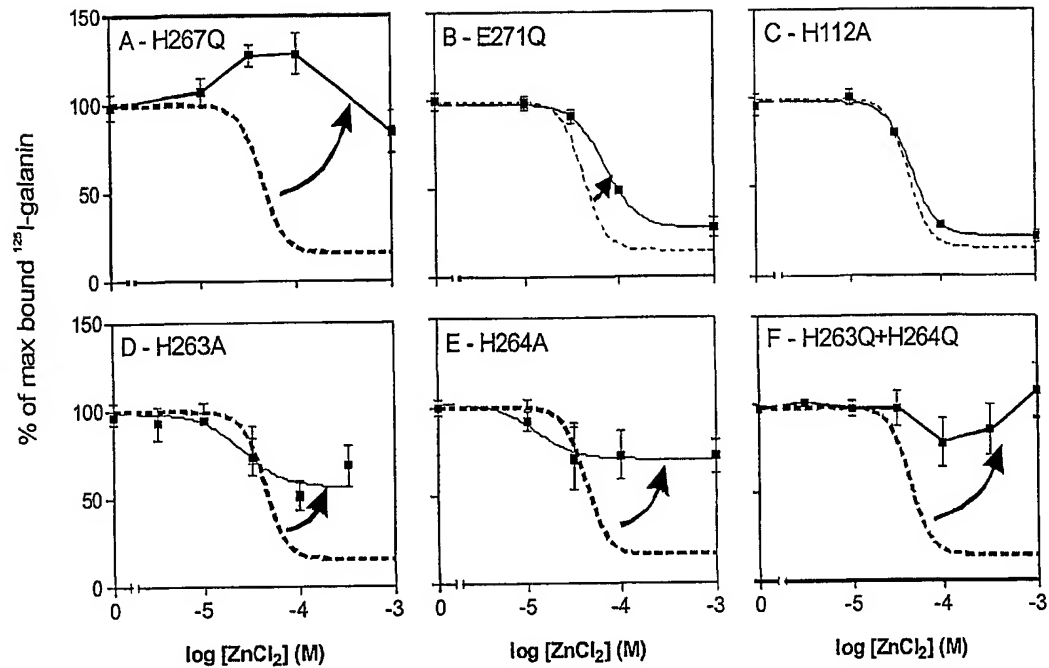 % of max bound ¹²⁵I-galanin
150
100
50
0
A - H267Q
B - E271Q
C - H112A
150
100
50
0
D - H263A
E - H264A
F - H263Q+H264Q
0 -5 -4 -3
0 -5 -4 -3
0 -5 -4 -3
log [ZnCl₂] (M)
log [ZnCl₂] (M)
log [ZnCl₂] (M)